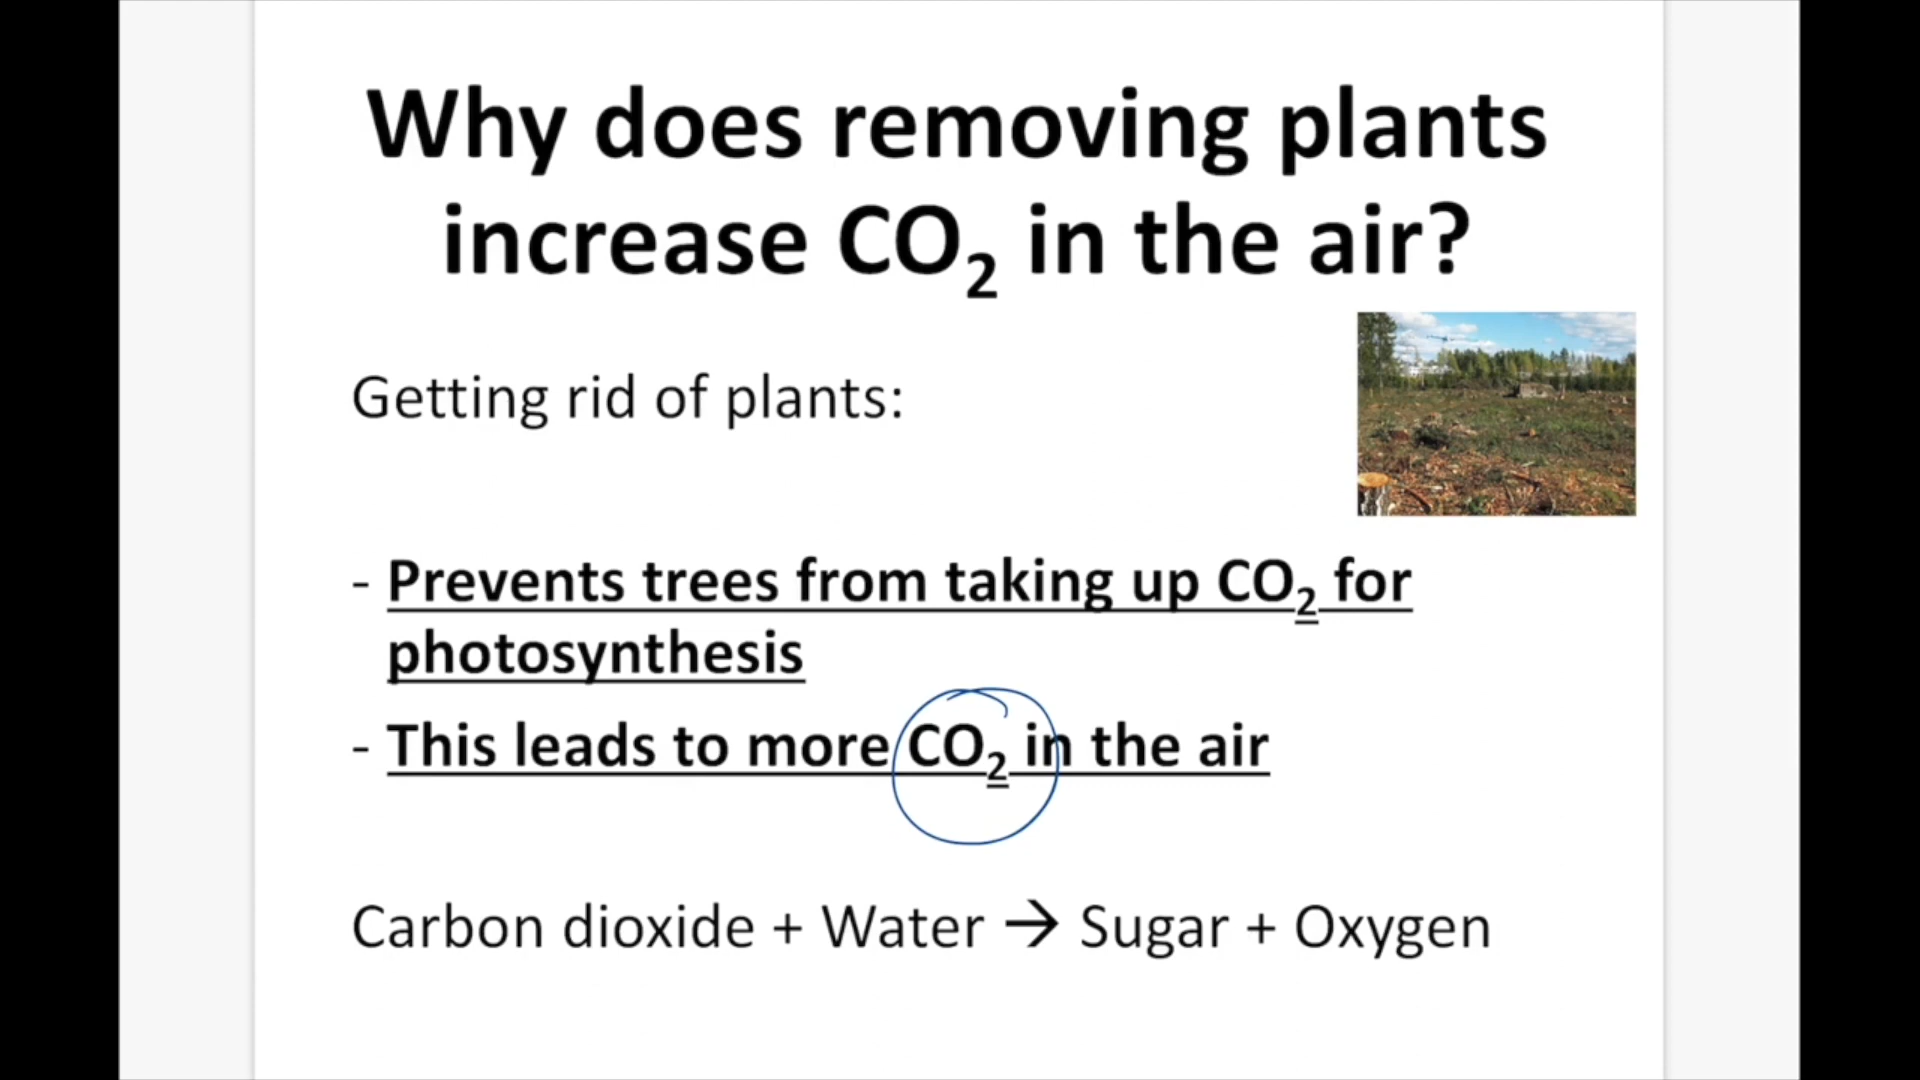 Why does removing plants
increase CO₂ in the air?
Getting rid of plants:
- Prevents trees from taking up CO₂ for
photosynthesis
- This leads to more CO₂ in the air
Carbon dioxide + Water → Sugar + Oxygen